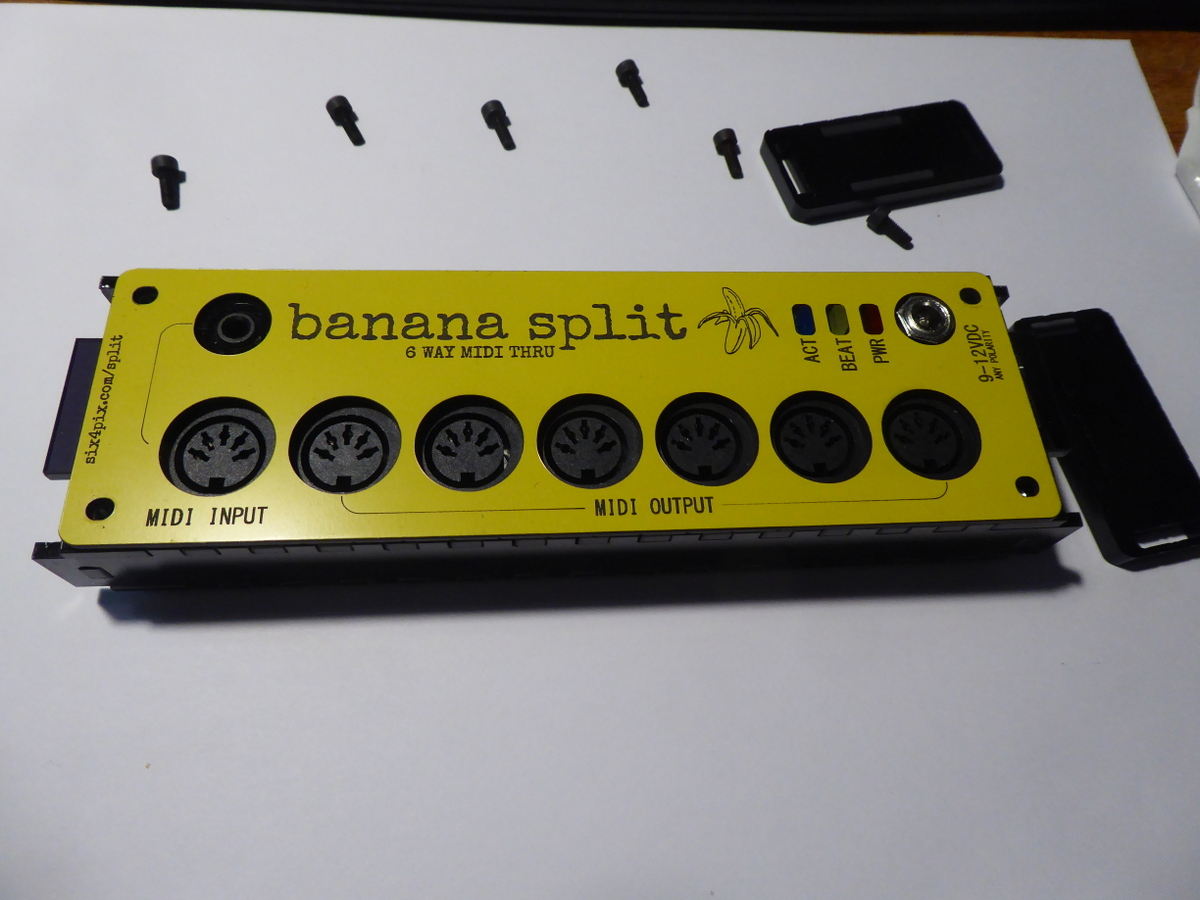 banana split
6 WAY MIDI THRU
ACT
BEAT
PWR
9-12VDC
ANY POLARITY
six4pix.com/split
MIDI INPUT
MIDI OUTPUT